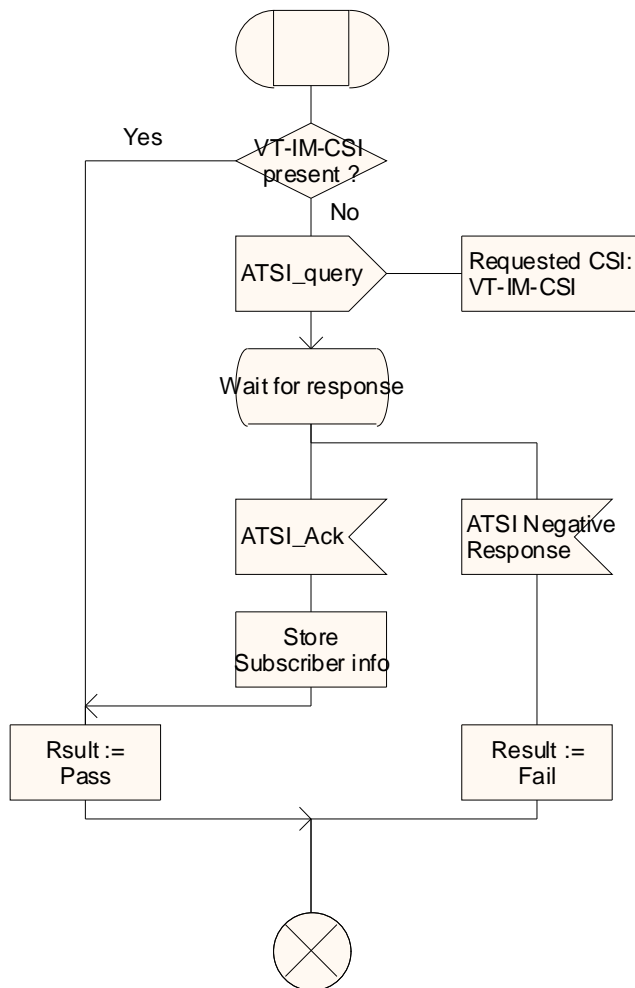 Yes
VT-IM-CSI
present ?
No
ATSI_query
Requested CSI:
VT-IM-CSI
Wait for response
ATSI_Ack
ATSI Negative
Response
Store
Subscriber info
Rsult :=
Pass
Result :=
Fail